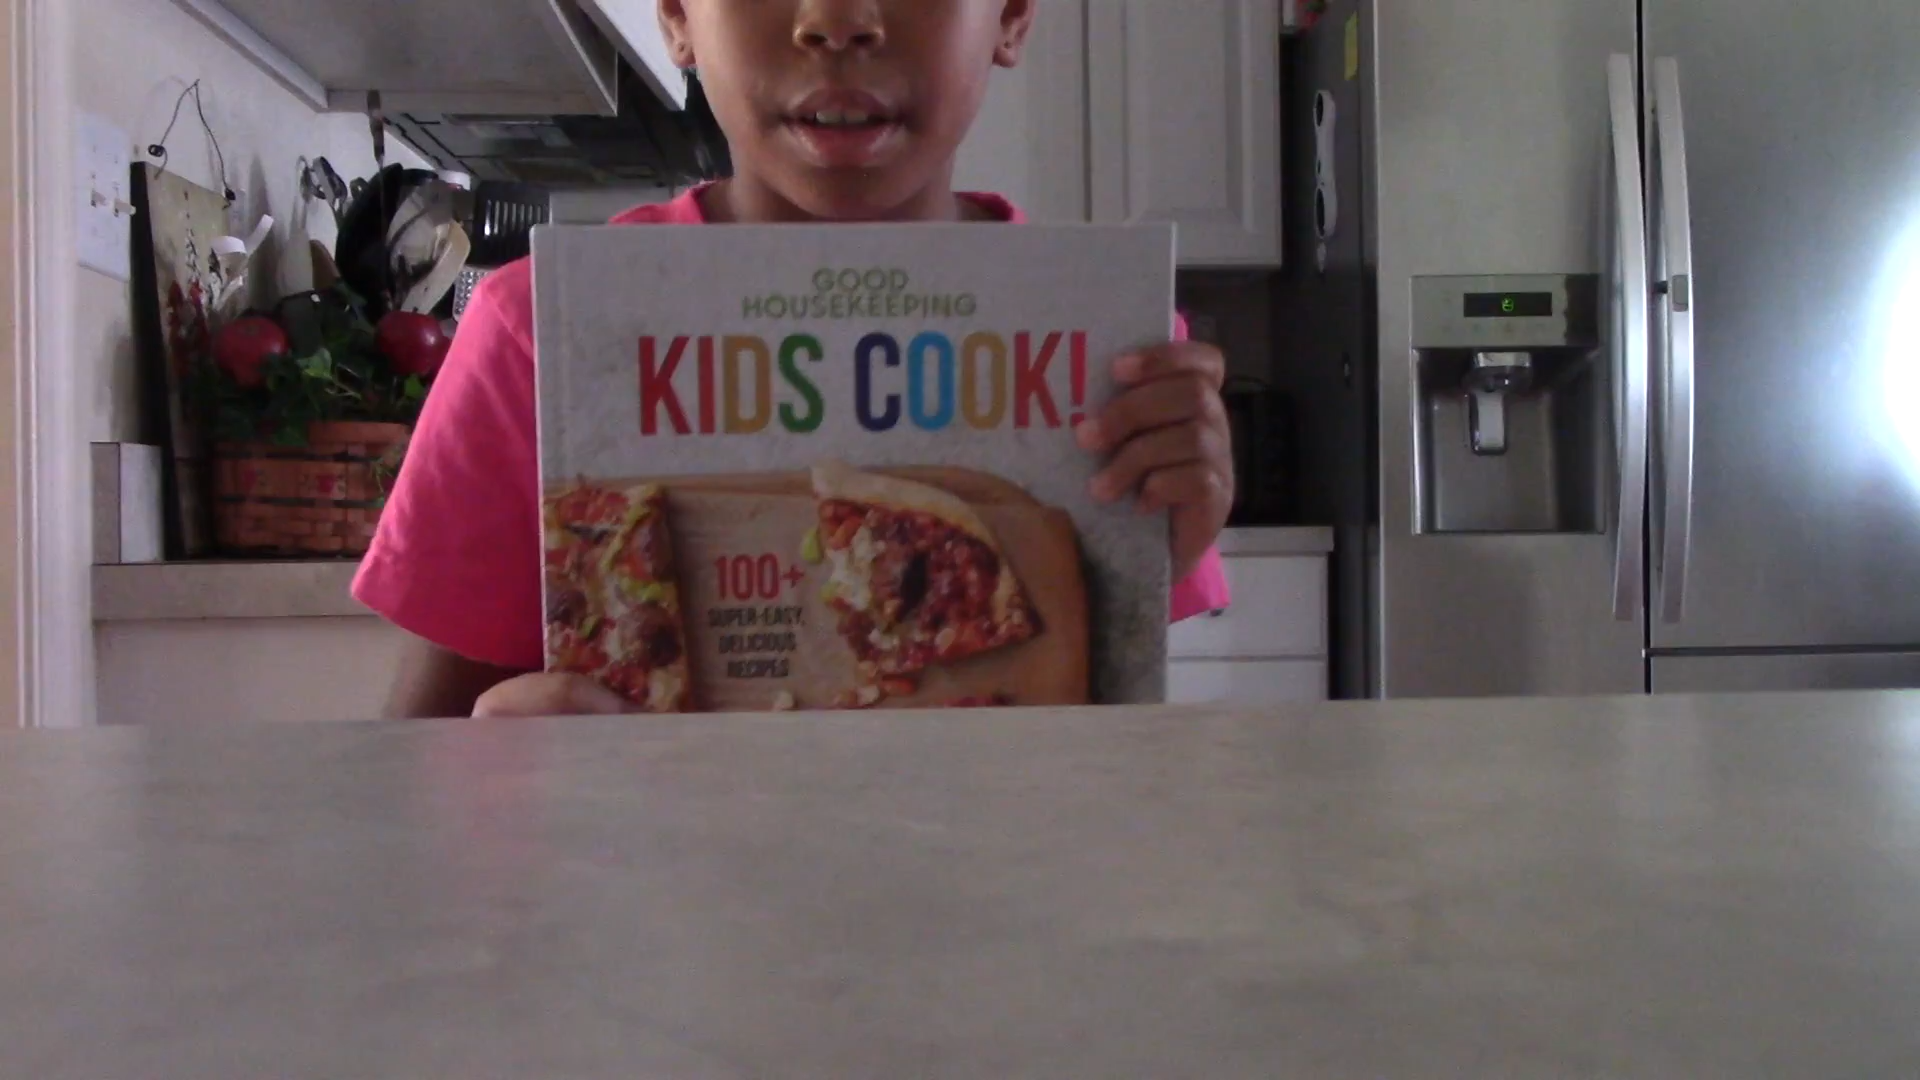 GOOD
HOUSEKEEPING
KIDS COOK!
100+
SUPER-EASY,
DELICIOUS
RECIPES